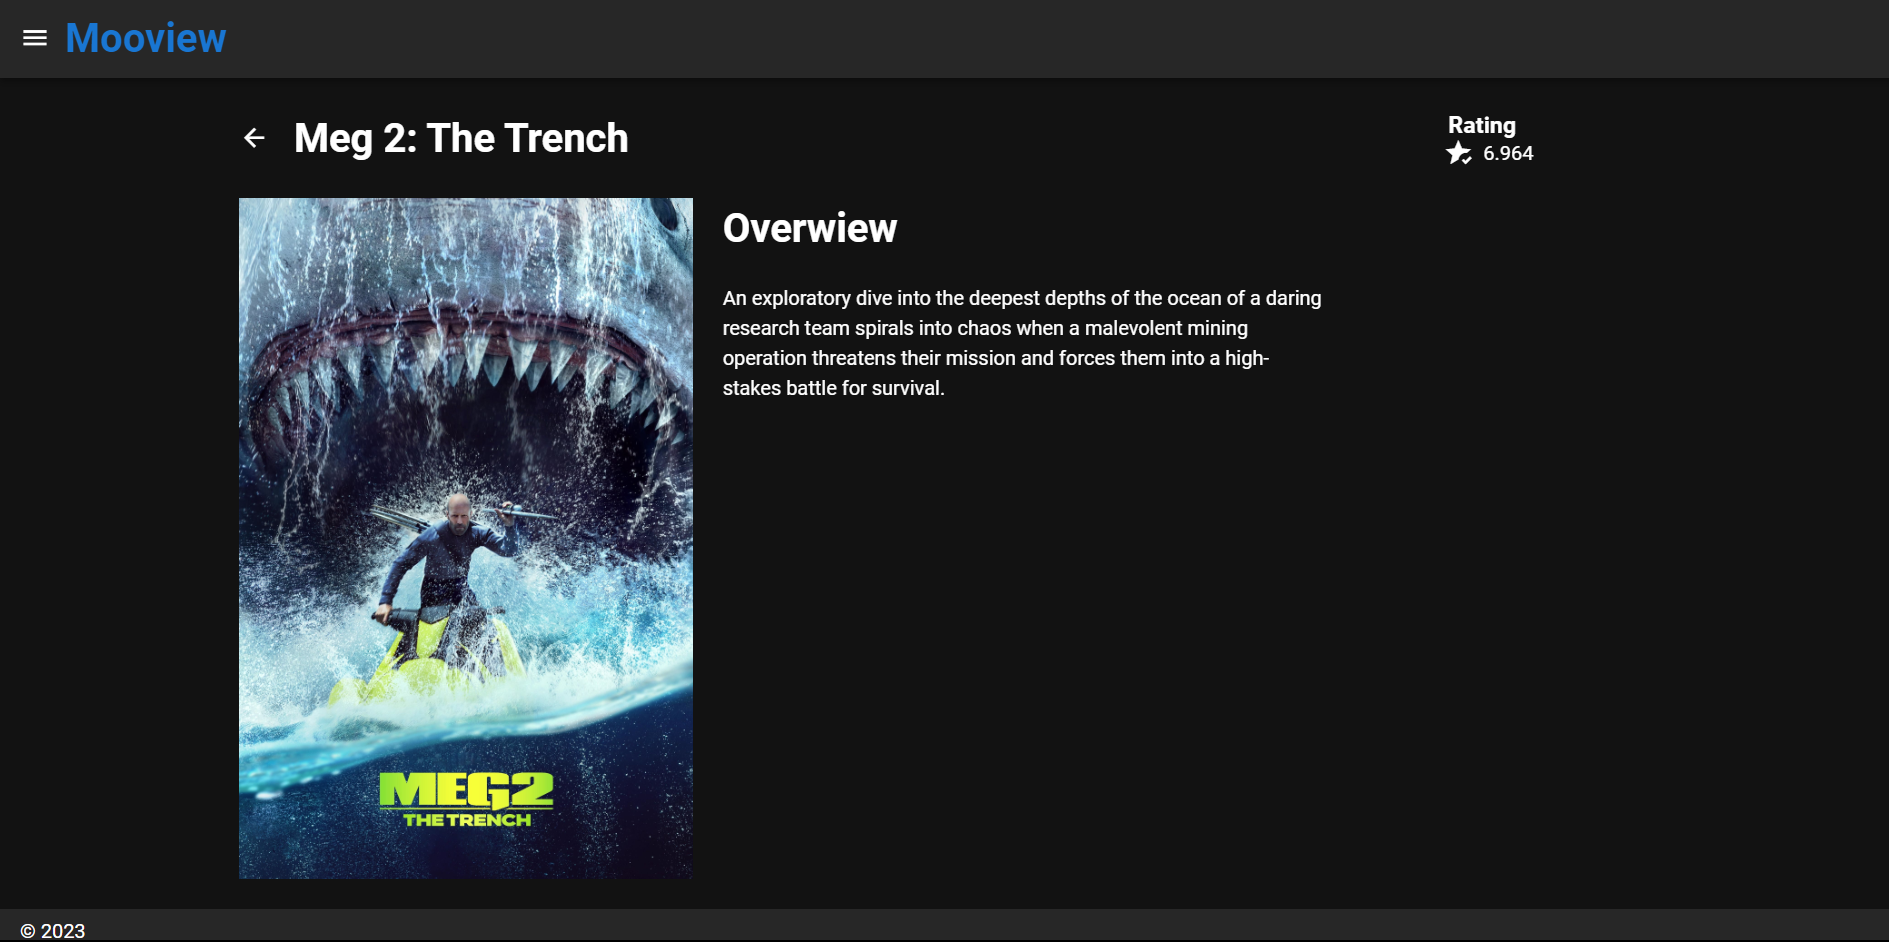 Mooview
Meg 2: The Trench
Rating
6.964
Overwiew
An exploratory dive into the deepest depths of the ocean of a daring
research team spirals into chaos when a malevolent mining
operation threatens their mission and forces them into a high-
stakes battle for survival.
MEG2
THE TRENCH
© 2023